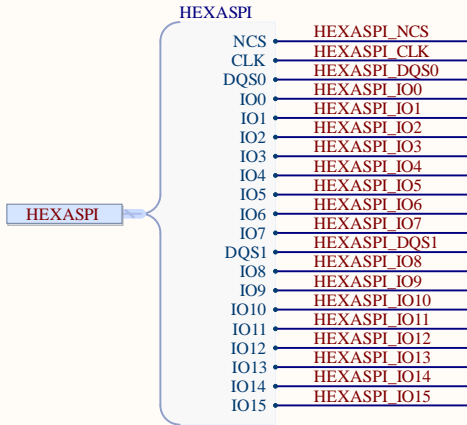 HEXASPI
NCS HEXASPI_NCS
CLK HEXASPI_CLK
DQS0 HEXASPI_DQS0
IO0 HEXASPI_IO0
IO1 HEXASPI_IO1
IO2 HEXASPI_IO2
IO3 HEXASPI_IO3
IO4 HEXASPI_IO4
IO5 HEXASPI_IO5
HEXASPI IO6 HEXASPI_IO6
IO7 HEXASPI_IO7
DQS1 HEXASPI_DQS1
IO8 HEXASPI_IO8
IO9 HEXASPI_IO9
IO10 HEXASPI_IO10
IO11 HEXASPI_IO11
IO12 HEXASPI_IO12
IO13 HEXASPI_IO13
IO14 HEXASPI_IO14
IO15 HEXASPI_IO15